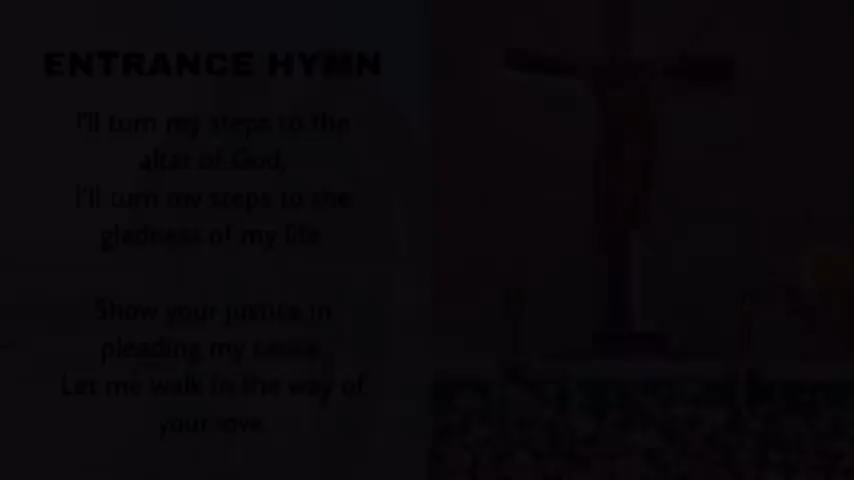 ENTRANCE HYMN
I'll turn my steps to the
altar of God,
I'll turn my steps to the
gladness of my life
Show your justice in
pleading my cause
Let me walk in the way of
your love